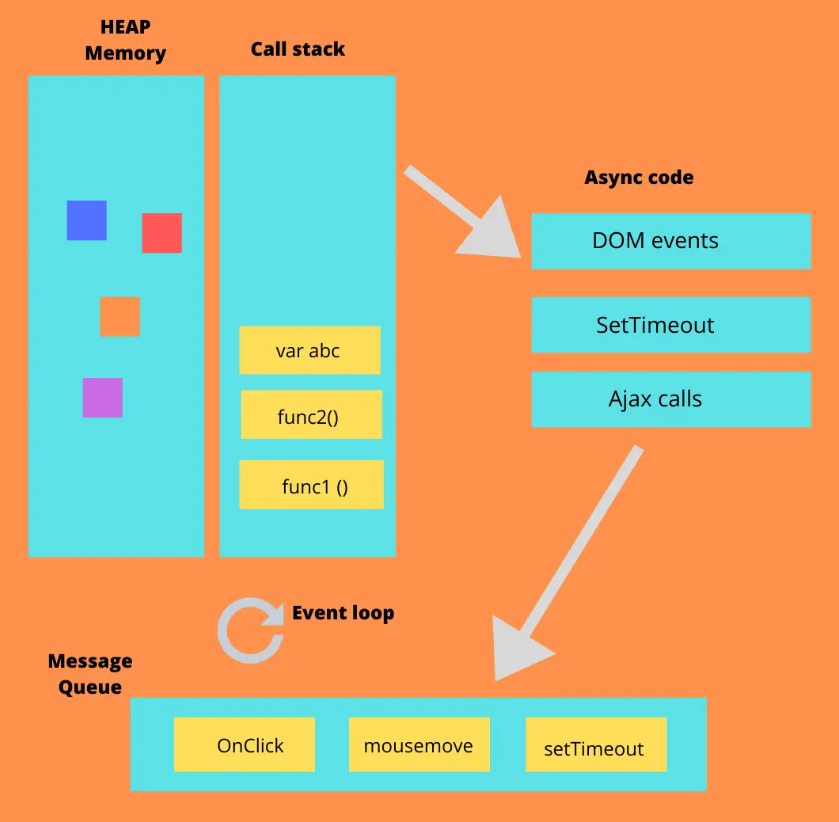 HEAP
Memory
Call stack
Async code
DOM events
SetTimeout
Ajax calls
var abc
func2()
func1 ()
Event loop
Message
Queue
OnClick
mousemove
setTimeout